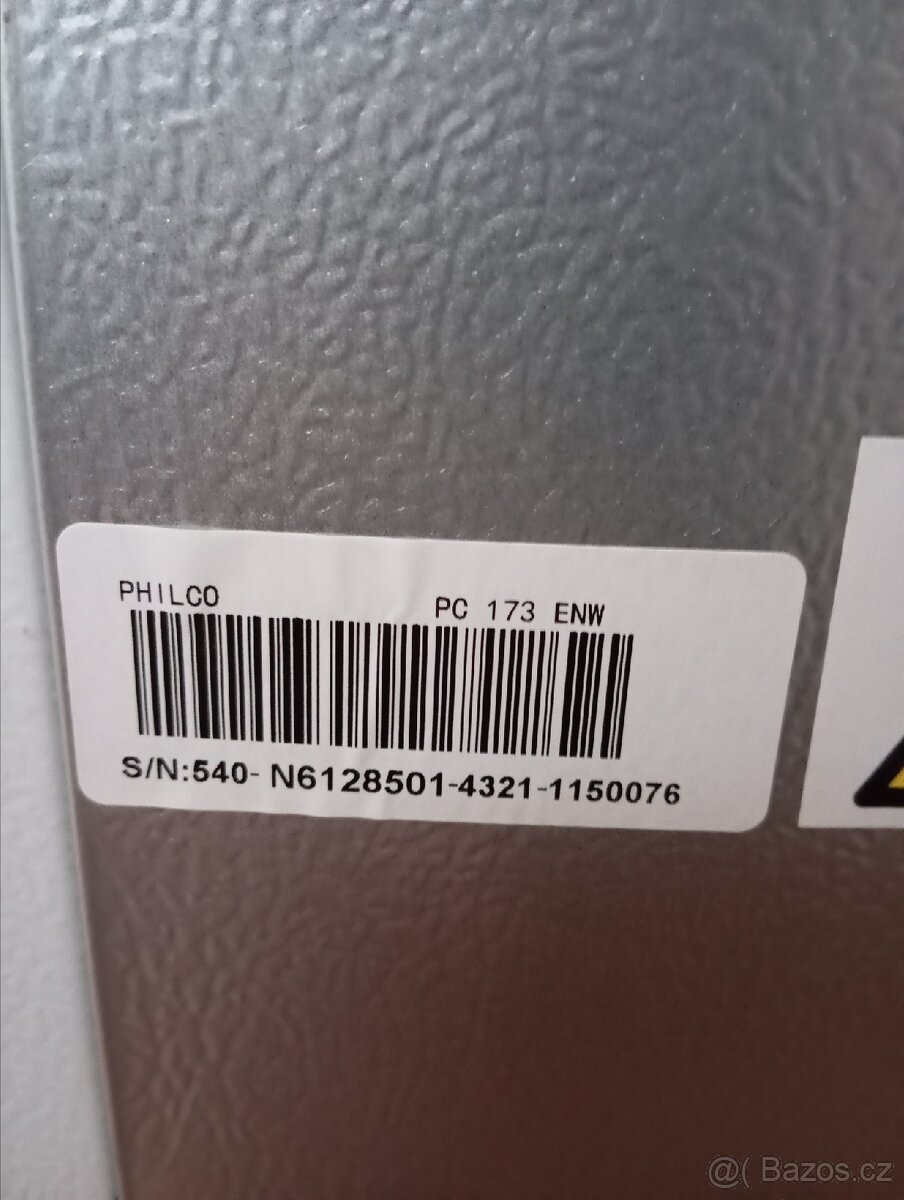 PHILCO PC 173 ENW
S/N:540- N6128501-4321-1150076
@( Bazos.cz